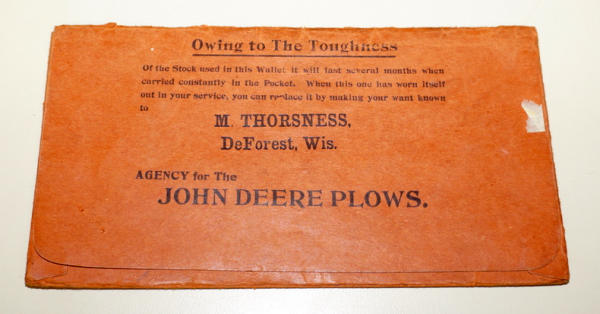 Owing to The Toughness
Of the Stock used in this Wallet it will last several months when
carried constantly in the Pocket. When this one has worn itself
out in your service, you can replace it by making your want known
to
M. THORSNESS,
DeForest, Wis.
AGENCY for The
JOHN DEERE PLOWS.